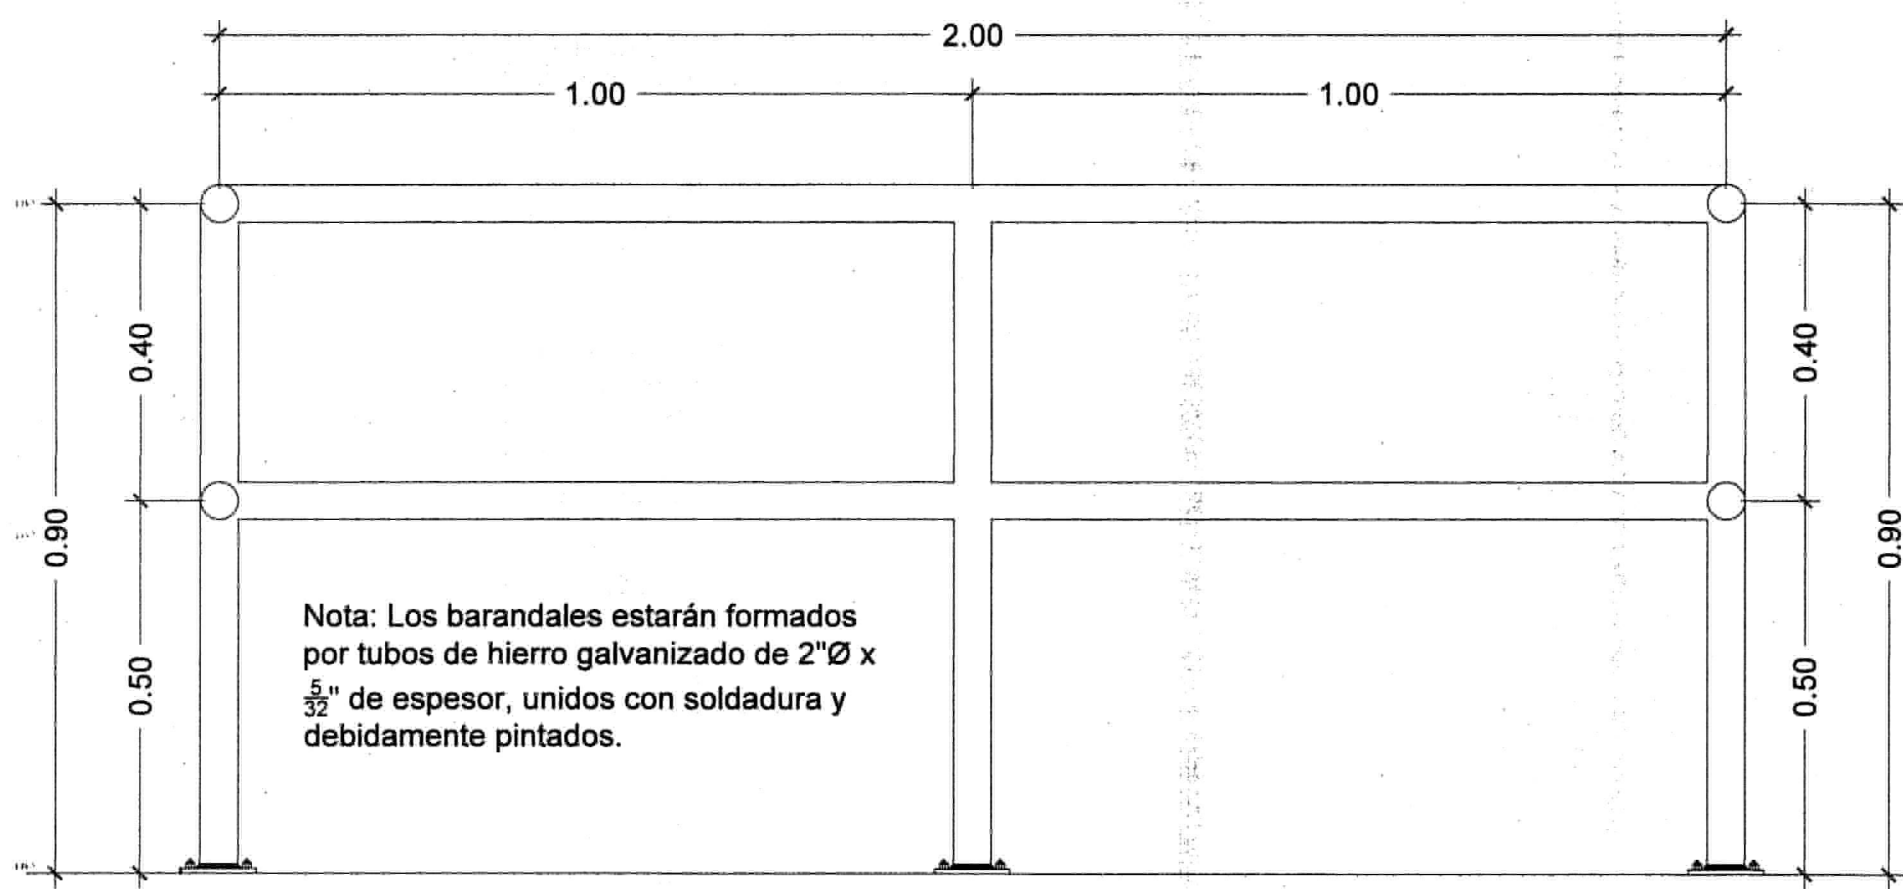 2.00
1.00
1.00
0.40
0.40
0.90
0.90
0.50
0.50
Nota: Los barandales estarán formados
por tubos de hierro galvanizado de 2"Ø x
5/32" de espesor, unidos con soldadura y
debidamente pintados.